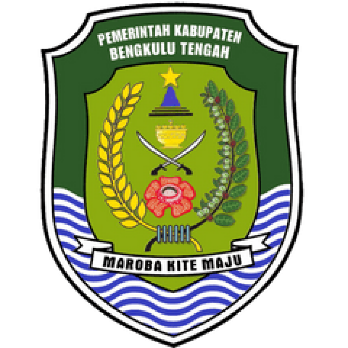 PEMERINTAH KABUPATEN
BENGKULU TENGAH
MAROBA KITE MAJU